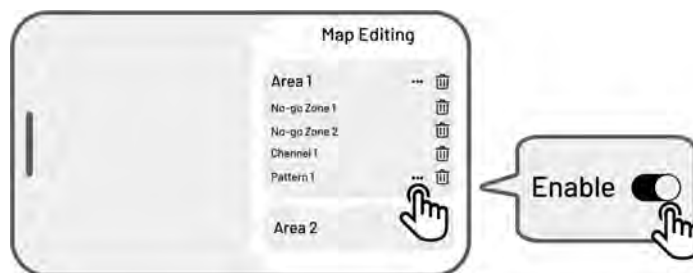 Map Editing
Area 1
No-go Zone 1
No-go Zone 2
Channel 1
Pattern 1
Area 2
Enable